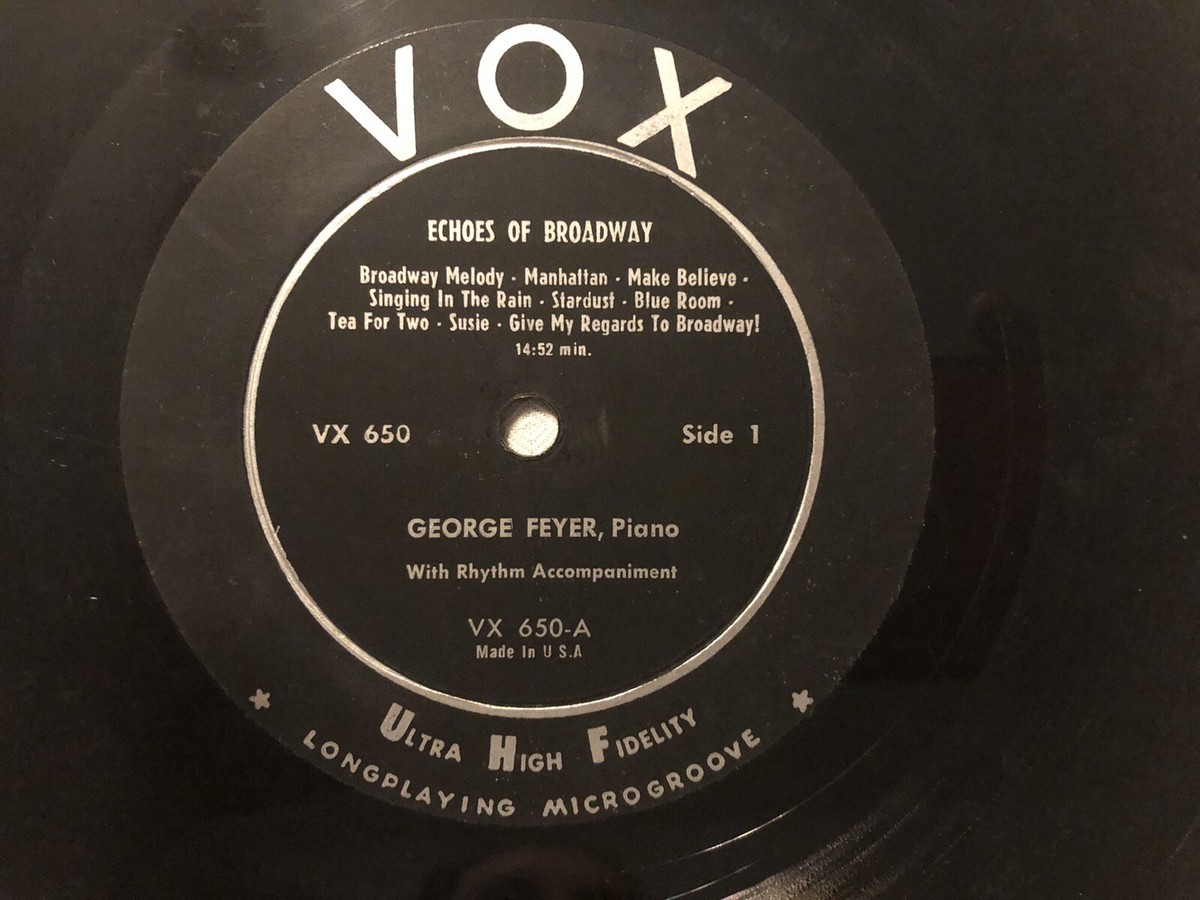 VOX
ECHOES OF BROADWAY
Broadway Melody · Manhattan · Make Believe ·
Singing In The Rain · Stardust · Blue Room ·
Tea For Two · Susie · Give My Regards To Broadway!
14:52 min.
VX 650 Side 1
GEORGE FEYER, Piano
With Rhythm Accompaniment
VX 650-A
Made In U S.A
ULTRA HIGH FIDELITY
LONGPLAYING MICROGROOVE